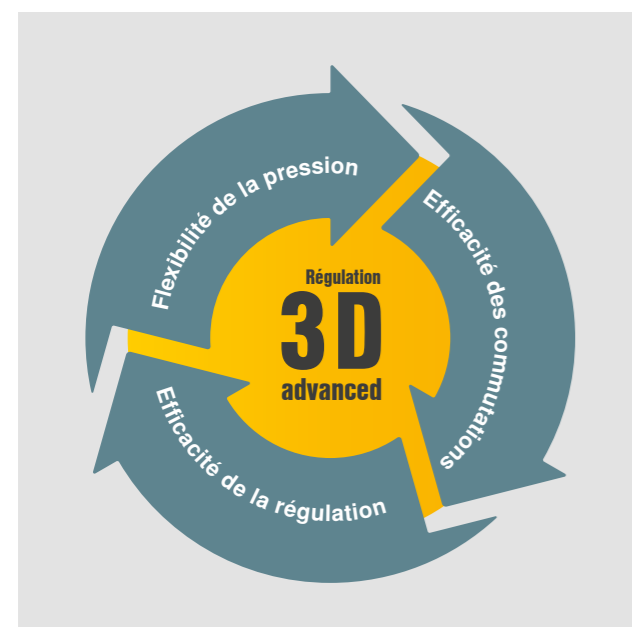 Flexibilité de la pression
Efficacité des commutations
Régulation
3D
advanced
Efficacité de la régulation